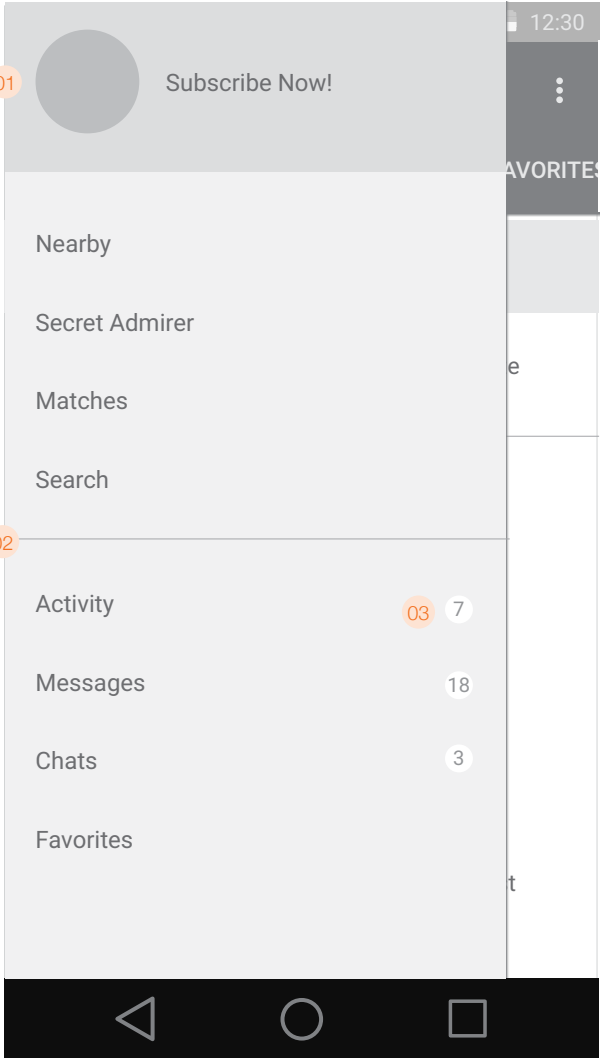 12:30
01
Subscribe Now!
AVORITES
Nearby
Secret Admirer
e
Matches
Search
02
Activity 03 7
Messages 18
Chats 3
Favorites
st